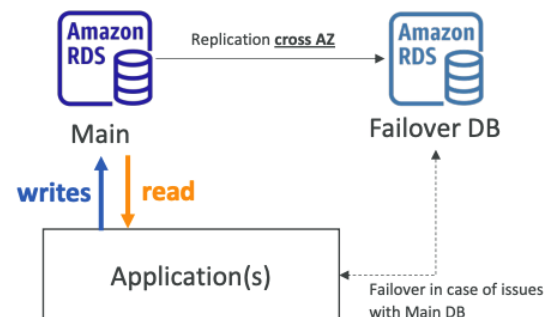 Amazon
RDS
Replication cross AZ
Amazon
RDS
Main
Failover DB
writes
read
Application(s)
Failover in case of issues
with Main DB